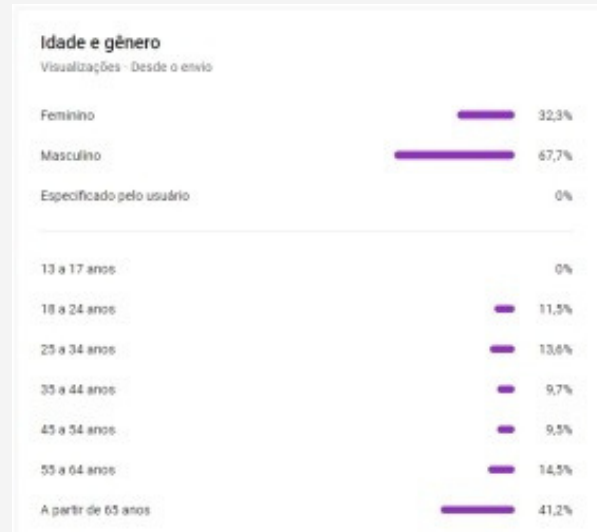 Idade e gênero
Visualizações · Desde o envio
Feminino 32,3%
Masculino 67,7%
Especificado pelo usuário 0%
13 a 17 anos 0%
18 a 24 anos 11,5%
25 a 34 anos 13,6%
35 a 44 anos 9,7%
45 a 54 anos 9,5%
55 a 64 anos 14,5%
A partir de 65 anos 41,2%